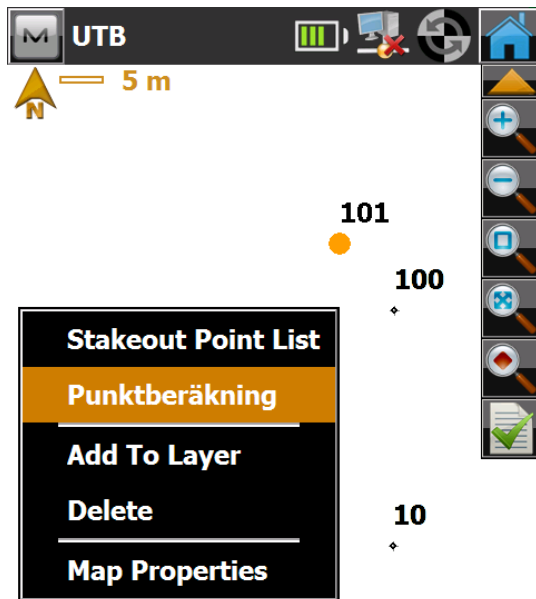 M UTB
5 m
N
101
100
Stakeout Point List
Punktberäkning
Add To Layer
Delete
10
Map Properties